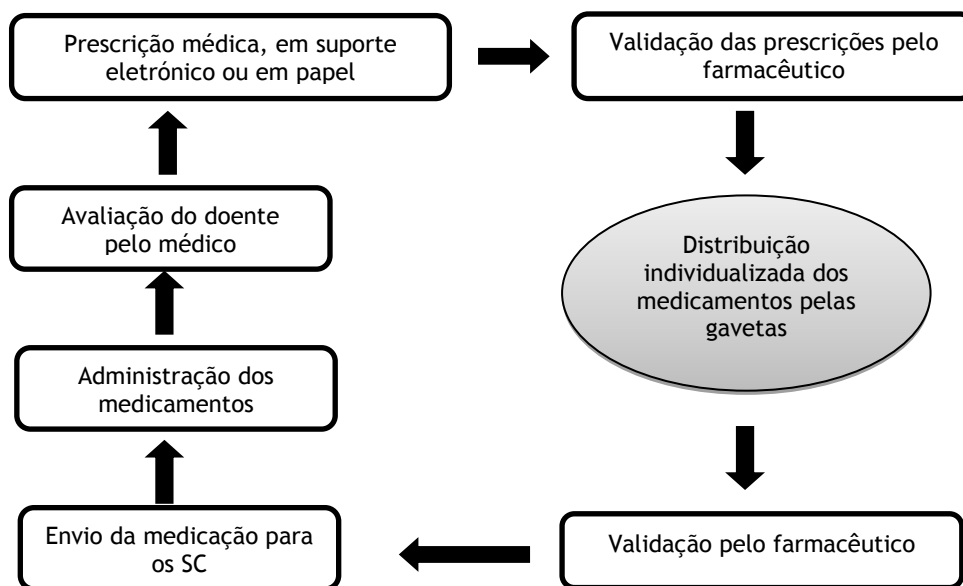 Prescrição médica, em suporte
eletrónico ou em papel
Validação das prescrições pelo
farmacêutico
Distribuição
individualizada dos
medicamentos pelas
gavetas
Validação pelo farmacêutico
Envio da medicação para
os SC
Administração dos
medicamentos
Avaliação do doente
pelo médico